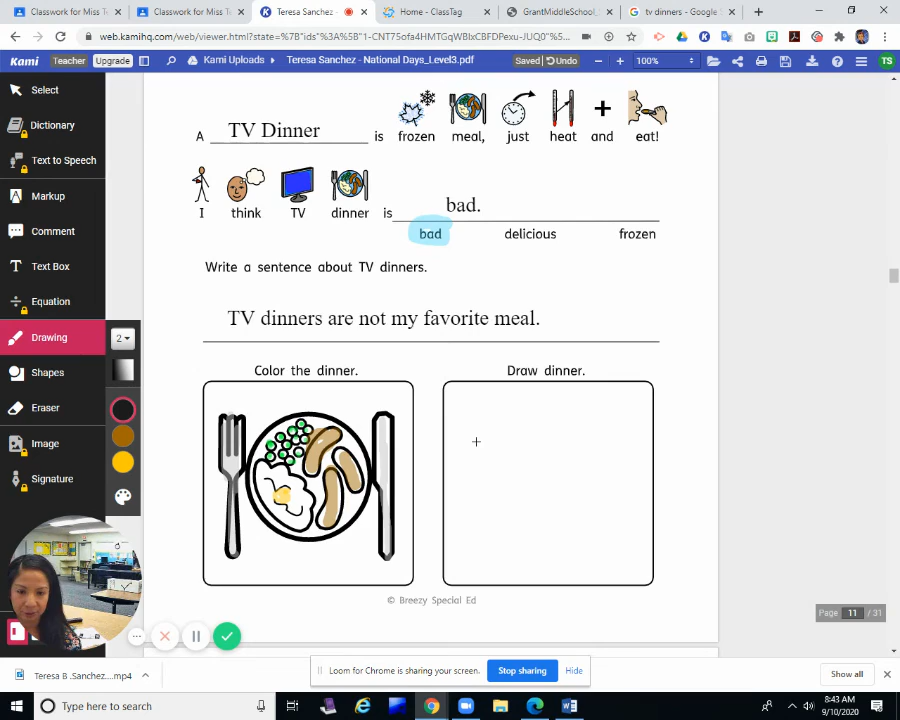 Classwork for Miss T
Classwork for Miss T
Teresa Sanchez
Home - ClassTag
GrantMiddleSchool_S
tv dinners - Google S
web.kamihq.com/web/viewer.html?state=%7B"ids"%3A%5B"1-CNT75ofa4HMTGqWBlxCBFDPexu-JUQ0"%5...
Kami
Teacher
Upgrade
Kami Uploads
Teresa Sanchez - National_Days_Level3.pdf
Saved
Undo
100%
TS
Select
Dictionary
Text to Speech
Markup
Comment
Text Box
Equation
Drawing
Shapes
Eraser
Image
Signature
2
A TV Dinner is frozen meal, just heat and eat!
I think TV dinner is bad.
bad delicious frozen
Write a sentence about TV dinners.
TV dinners are not my favorite meal.
Color the dinner. Draw dinner.
© Breezy Special Ed
Page 11 / 31
Loom for Chrome is sharing your screen.
Stop sharing
Hide
Teresa B .Sanchez....mp4
Show all
Type here to search
8:43 AM
9/10/2020